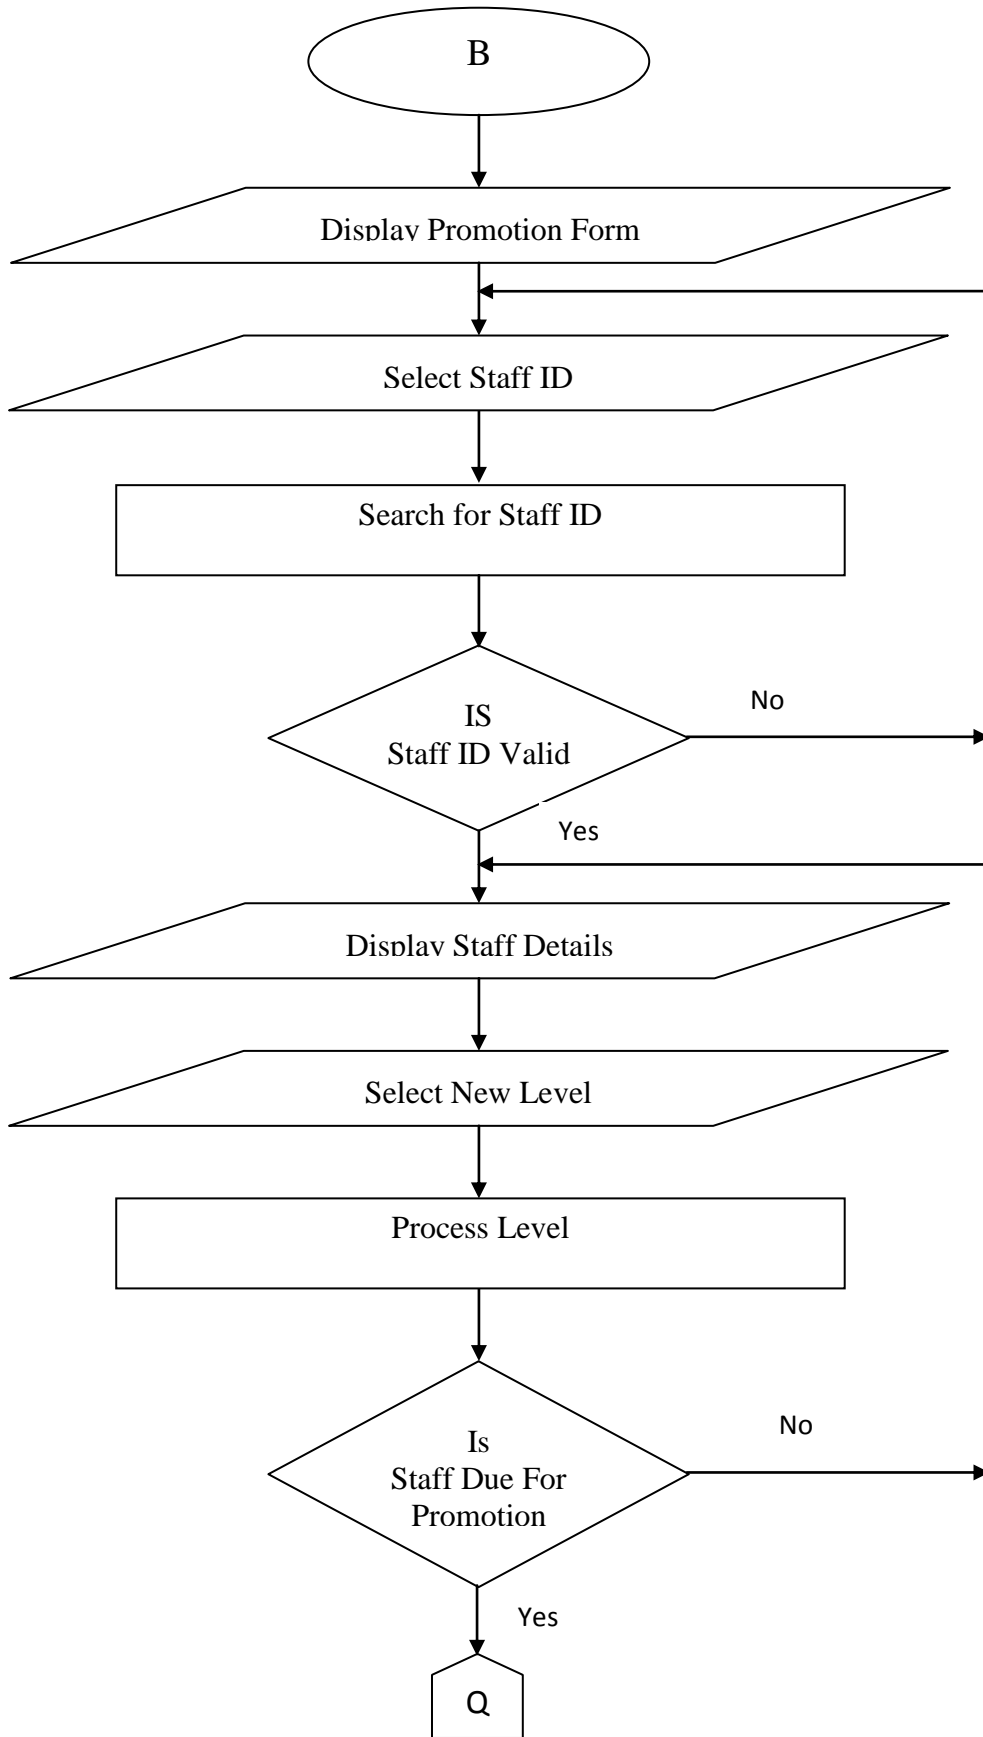 B
Display Promotion Form
Select Staff ID
Search for Staff ID
IS
Staff ID Valid
No
Yes
Display Staff Details
Select New Level
Process Level
Is
Staff Due For
Promotion
No
Yes
Q